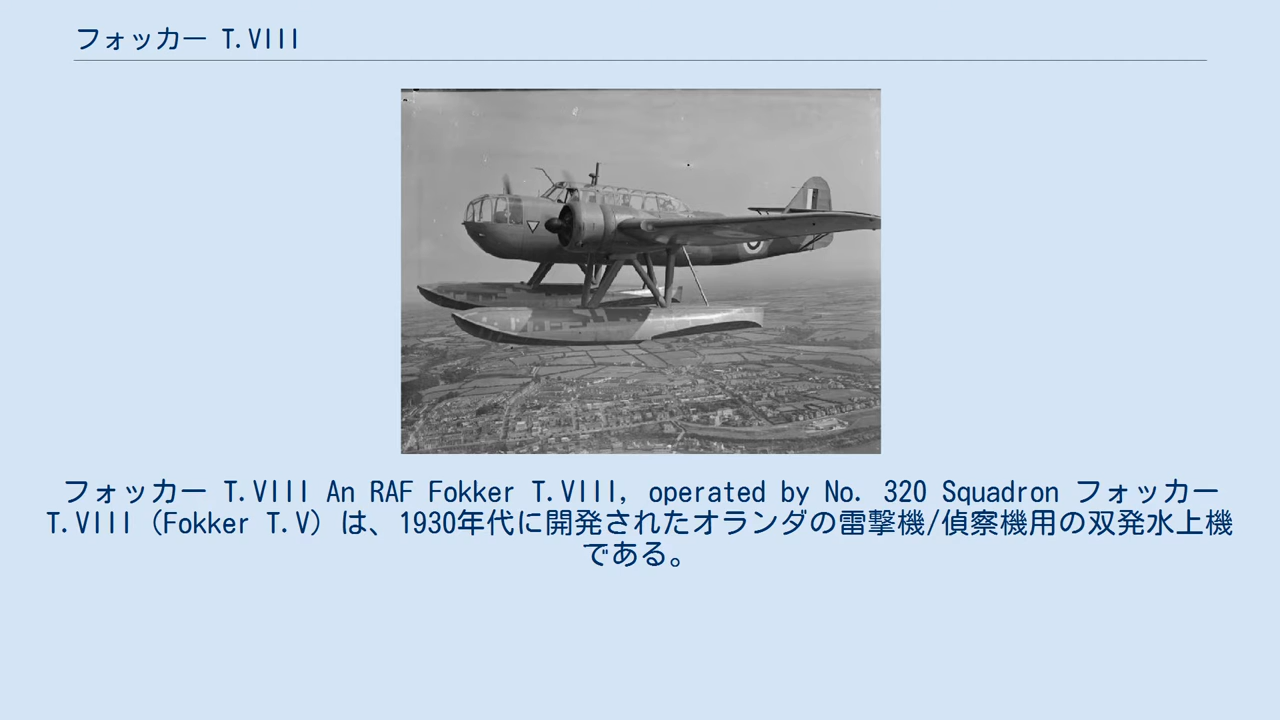 フォッカー T.VIII
フォッカー T.VIII An RAF Fokker T.VIII, operated by No. 320 Squadron フォッカー
T.VIII（Fokker T.V）は、1930年代に開発されたオランダの雷撃機/偵察機用の双発水上機
である。